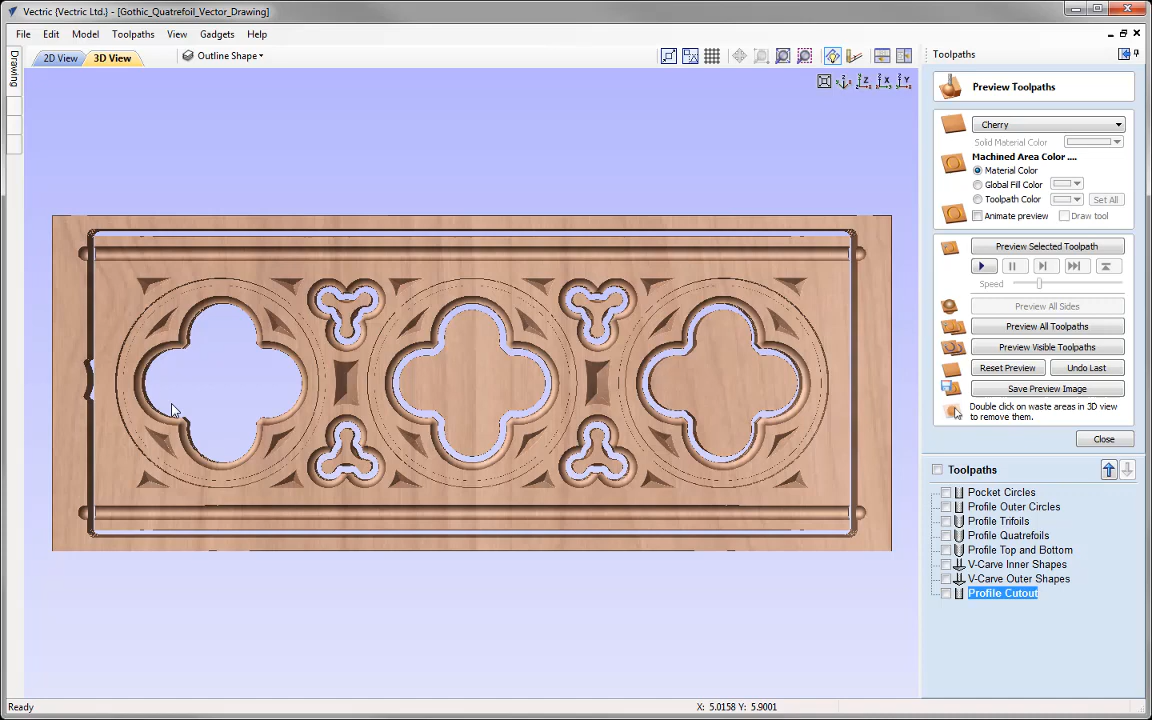 Vectric {Vectric Ltd.} - [Gothic_Quatrefoil_Vector_Drawing]
File Edit Model Toolpaths View Gadgets Help
2D View 3D View Outline Shape
Drawing
Toolpaths
Preview Toolpaths
Cherry
Solid Material Color
Machined Area Color ....
Material Color
Global Fill Color
Toolpath Color Set All
Animate preview Draw tool
Preview Selected Toolpath
Speed
Preview All Sides
Preview All Toolpaths
Preview Visible Toolpaths
Reset Preview Undo Last
Save Preview Image
Double click on waste areas in 3D view
to remove them.
Close
Toolpaths
Pocket Circles
Profile Outer Circles
Profile Trifoils
Profile Quatrefoils
Profile Top and Bottom
V-Carve Inner Shapes
V-Carve Outer Shapes
Profile Cutout
Ready X: 5.0158 Y: 5.9001